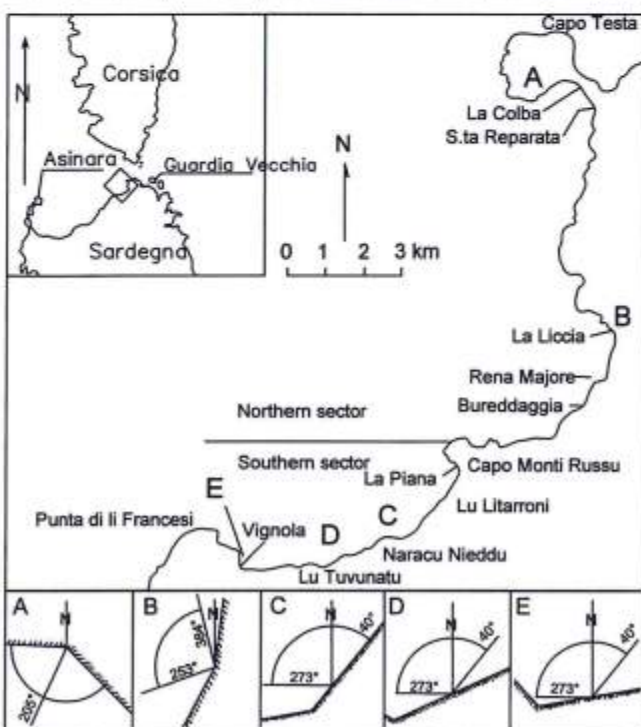 Capo Testa
Corsica
N
A
La Colba
S.ta Reparata
Asinara
Guardia Vecchia
N
Sardegna
0 1 2 3 km
B
La Liccia
Rena Majore
Bureddaggia
Northern sector
Southern sector
Capo Monti Russu
La Piana
E
Lu Litarroni
Punta di li Francesi
Vignola
D
C
Naracu Nieddu
Lu Tuvunatu
A
N
205°
B
N
253°
C
N
40°
273°
D
N
40°
273°
E
N
40°
273°